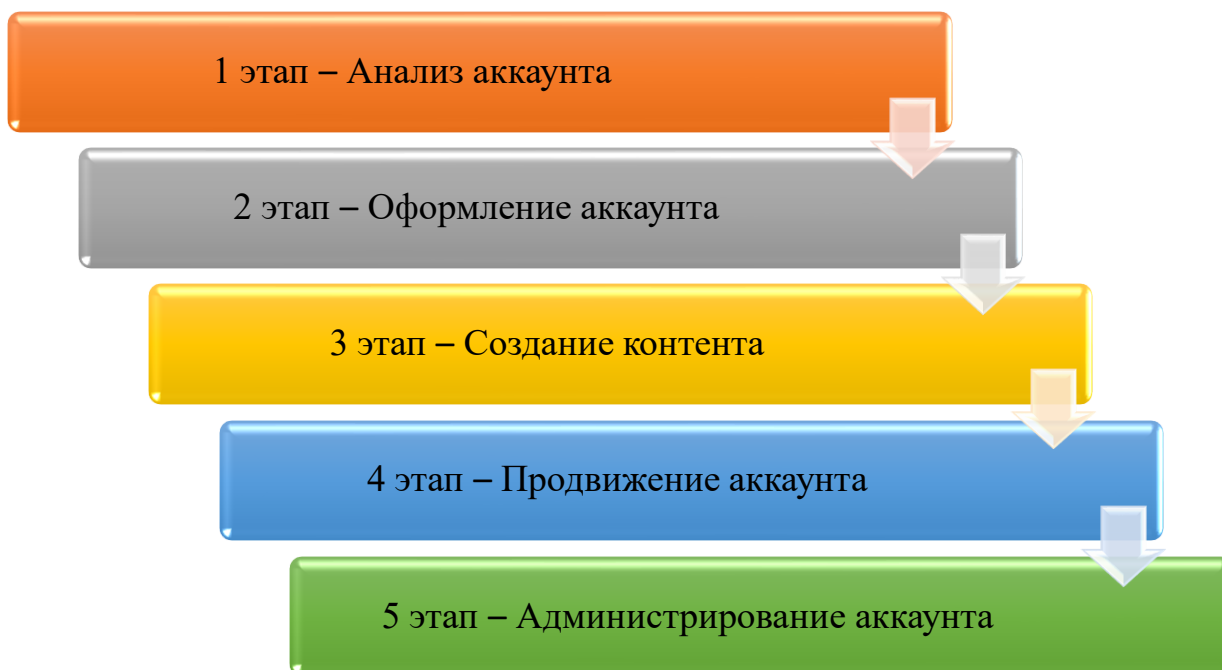 1 этап – Анализ аккаунта
2 этап – Оформление аккаунта
3 этап – Создание контента
4 этап – Продвижение аккаунта
5 этап – Администрирование аккаунта